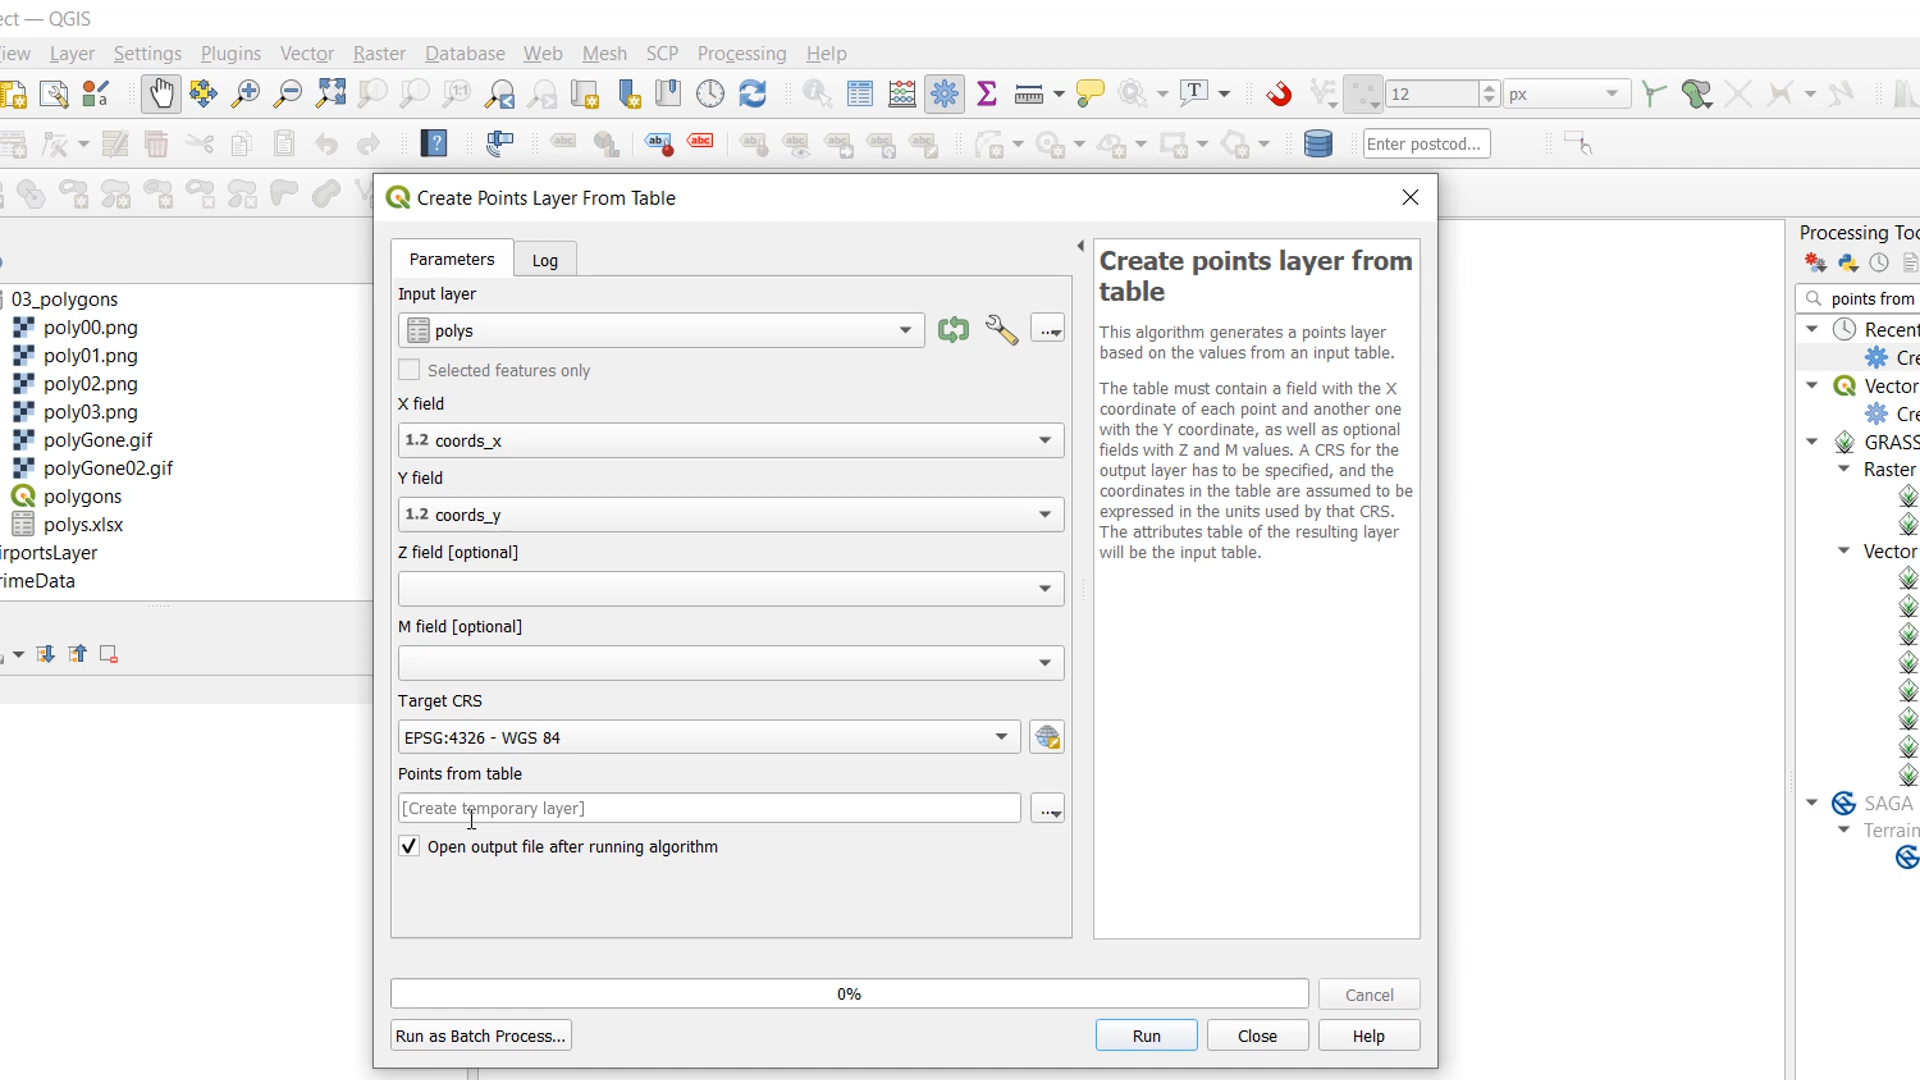 ect — QGIS
iew Layer Settings Plugins Vector Raster Database Web Mesh SCP Processing Help
12 px
Enter postcod...
Create Points Layer From Table
Parameters Log
Input layer
polys
Selected features only
X field
1.2 coords_x
Y field
1.2 coords_y
Z field [optional]
M field [optional]
Target CRS
EPSG:4326 - WGS 84
Points from table
[Create temporary layer]
Open output file after running algorithm
0%
Cancel
Run as Batch Process...
Run
Close
Help
Create points layer from
table
This algorithm generates a points layer
based on the values from an input table.
The table must contain a field with the X
coordinate of each point and another one
with the Y coordinate, as well as optional
fields with Z and M values. A CRS for the
output layer has to be specified, and the
coordinates in the table are assumed to be
expressed in the units used by that CRS.
The attributes table of the resulting layer
will be the input table.
03_polygons
poly00.png
poly01.png
poly02.png
poly03.png
polyGone.gif
polyGone02.gif
polygons
polys.xlsx
irportsLayer
rimeData
Processing Too
points from
Recent
Cre
Vector
Cre
GRASS
Raster
Vector
SAGA
Terrain